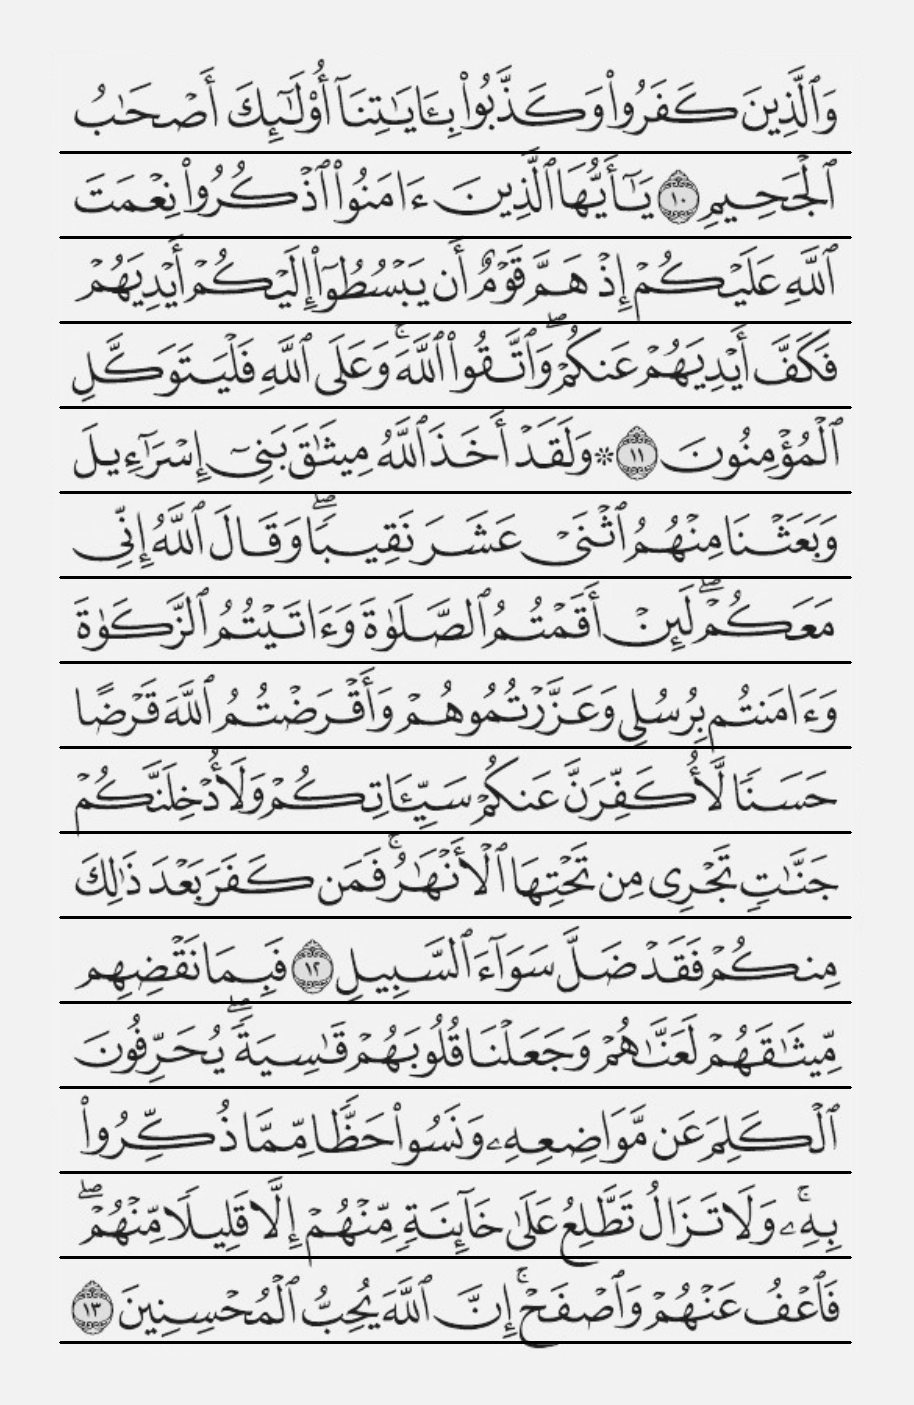 وَٱلَّذِينَ كَفَرُوا۟ وَكَذَّبُوا۟ بِـَٔايَـٰتِنَآ أُو۟لَـٰٓئِكَ أَصْحَـٰبُ
ٱلْجَحِيمِ ١٠ يَـٰٓأَيُّهَا ٱلَّذِينَ ءَامَنُوا۟ ٱذْكُرُوا۟ نِعْمَتَ
ٱللَّهِ عَلَيْكُمْ إِذْ هَمَّ قَوْمٌ أَن يَبْسُطُوٓا۟ إِلَيْكُمْ أَيْدِيَهُمْ
فَكَفَّ أَيْدِيَهُمْ عَنكُمْ ۖ وَٱتَّقُوا۟ ٱللَّهَ ۚ وَعَلَى ٱللَّهِ فَلْيَتَوَكَّلِ
ٱلْمُؤْمِنُونَ ١١ ۞ وَلَقَدْ أَخَذَ ٱللَّهُ مِيثَـٰقَ بَنِىٓ إِسْرَٰٓءِيلَ
وَبَعَثْنَا مِنْهُمُ ٱثْنَىْ عَشَرَ نَقِيبًا ۖ وَقَالَ ٱللَّهُ إِنِّى
مَعَكُمْ ۖ لَئِنْ أَقَمْتُمُ ٱلصَّلَوٰةَ وَءَاتَيْتُمُ ٱلزَّكَوٰةَ
وَءَامَنتُم بِرُسُلِى وَعَزَّرْتُمُوهُمْ وَأَقْرَضْتُمُ ٱللَّهَ قَرْضًا
حَسَنًا لَّأُكَفِّرَنَّ عَنكُمْ سَيِّـَٔاتِكُمْ وَلَأُدْخِلَنَّكُمْ
جَنَّـٰتٍ تَجْرِى مِن تَحْتِهَا ٱلْأَنْهَـٰرُ ۚ فَمَن كَفَرَ بَعْدَ ذَٰلِكَ
مِنكُمْ فَقَدْ ضَلَّ سَوَآءَ ٱلسَّبِيلِ ١٢ فَبِمَا نَقْضِهِم
مِّيثَـٰقَهُمْ لَعَنَّـٰهُمْ وَجَعَلْنَا قُلُوبَهُمْ قَـٰسِيَةً ۖ يُحَرِّفُونَ
ٱلْكَلِمَ عَن مَّوَاضِعِهِۦ وَنَسُوا۟ حَظًّا مِّمَّا ذُكِّرُوا۟
بِهِۦ ۚ وَلَا تَزَالُ تَطَّلِعُ عَلَىٰ خَآئِنَةٍ مِّنْهُمْ إِلَّا قَلِيلًا مِّنْهُمْ ۖ
فَٱعْفُ عَنْهُمْ وَٱصْفَحْ ۚ إِنَّ ٱللَّهَ يُحِبُّ ٱلْمُحْسِنِينَ ١٣